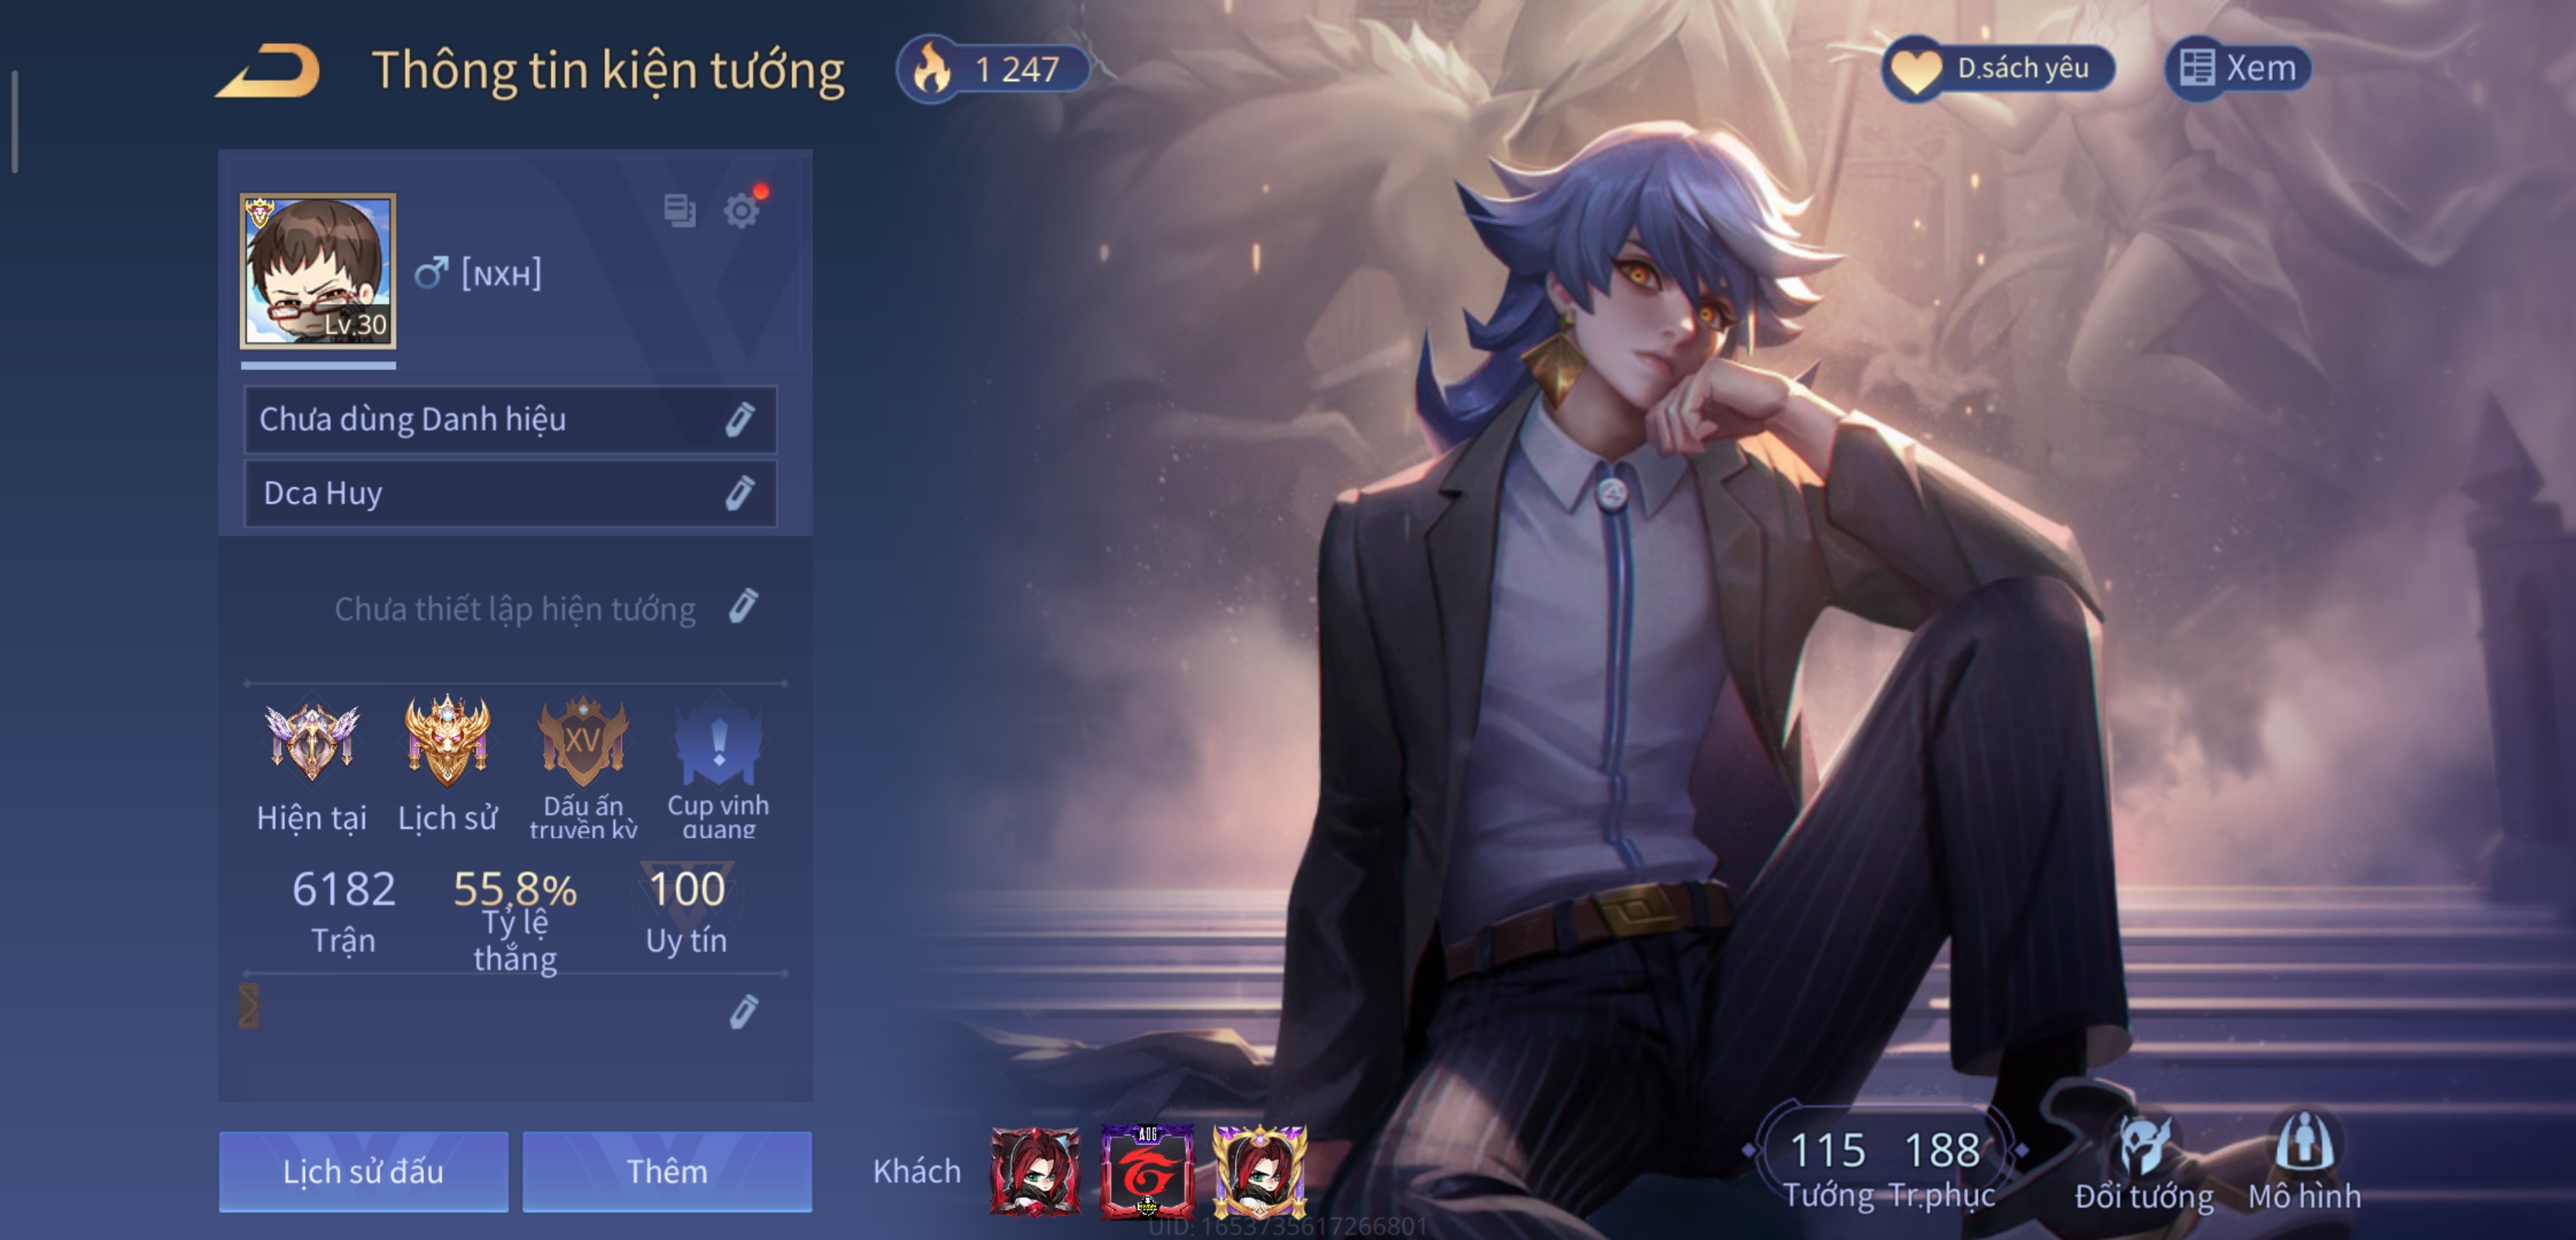 Thông tin kiện tướng
1 247
D.sách yêu
Xem
Lv.30
[NXH]
Chưa dùng Danh hiệu
Dca Huy
Chưa thiết lập hiện tướng
XV
Hiện tại
Lịch sử
Dấu ấn
truyền kỳ
Cup vinh
quang
6182
Trận
55.8%
Tỷ lệ
thắng
100
Uy tín
Lịch sử đấu
Thêm
Khách
AOG
115
Tướng
188
Tr.phục
Đổi tướng
Mô hình
UID: 1653735617266801